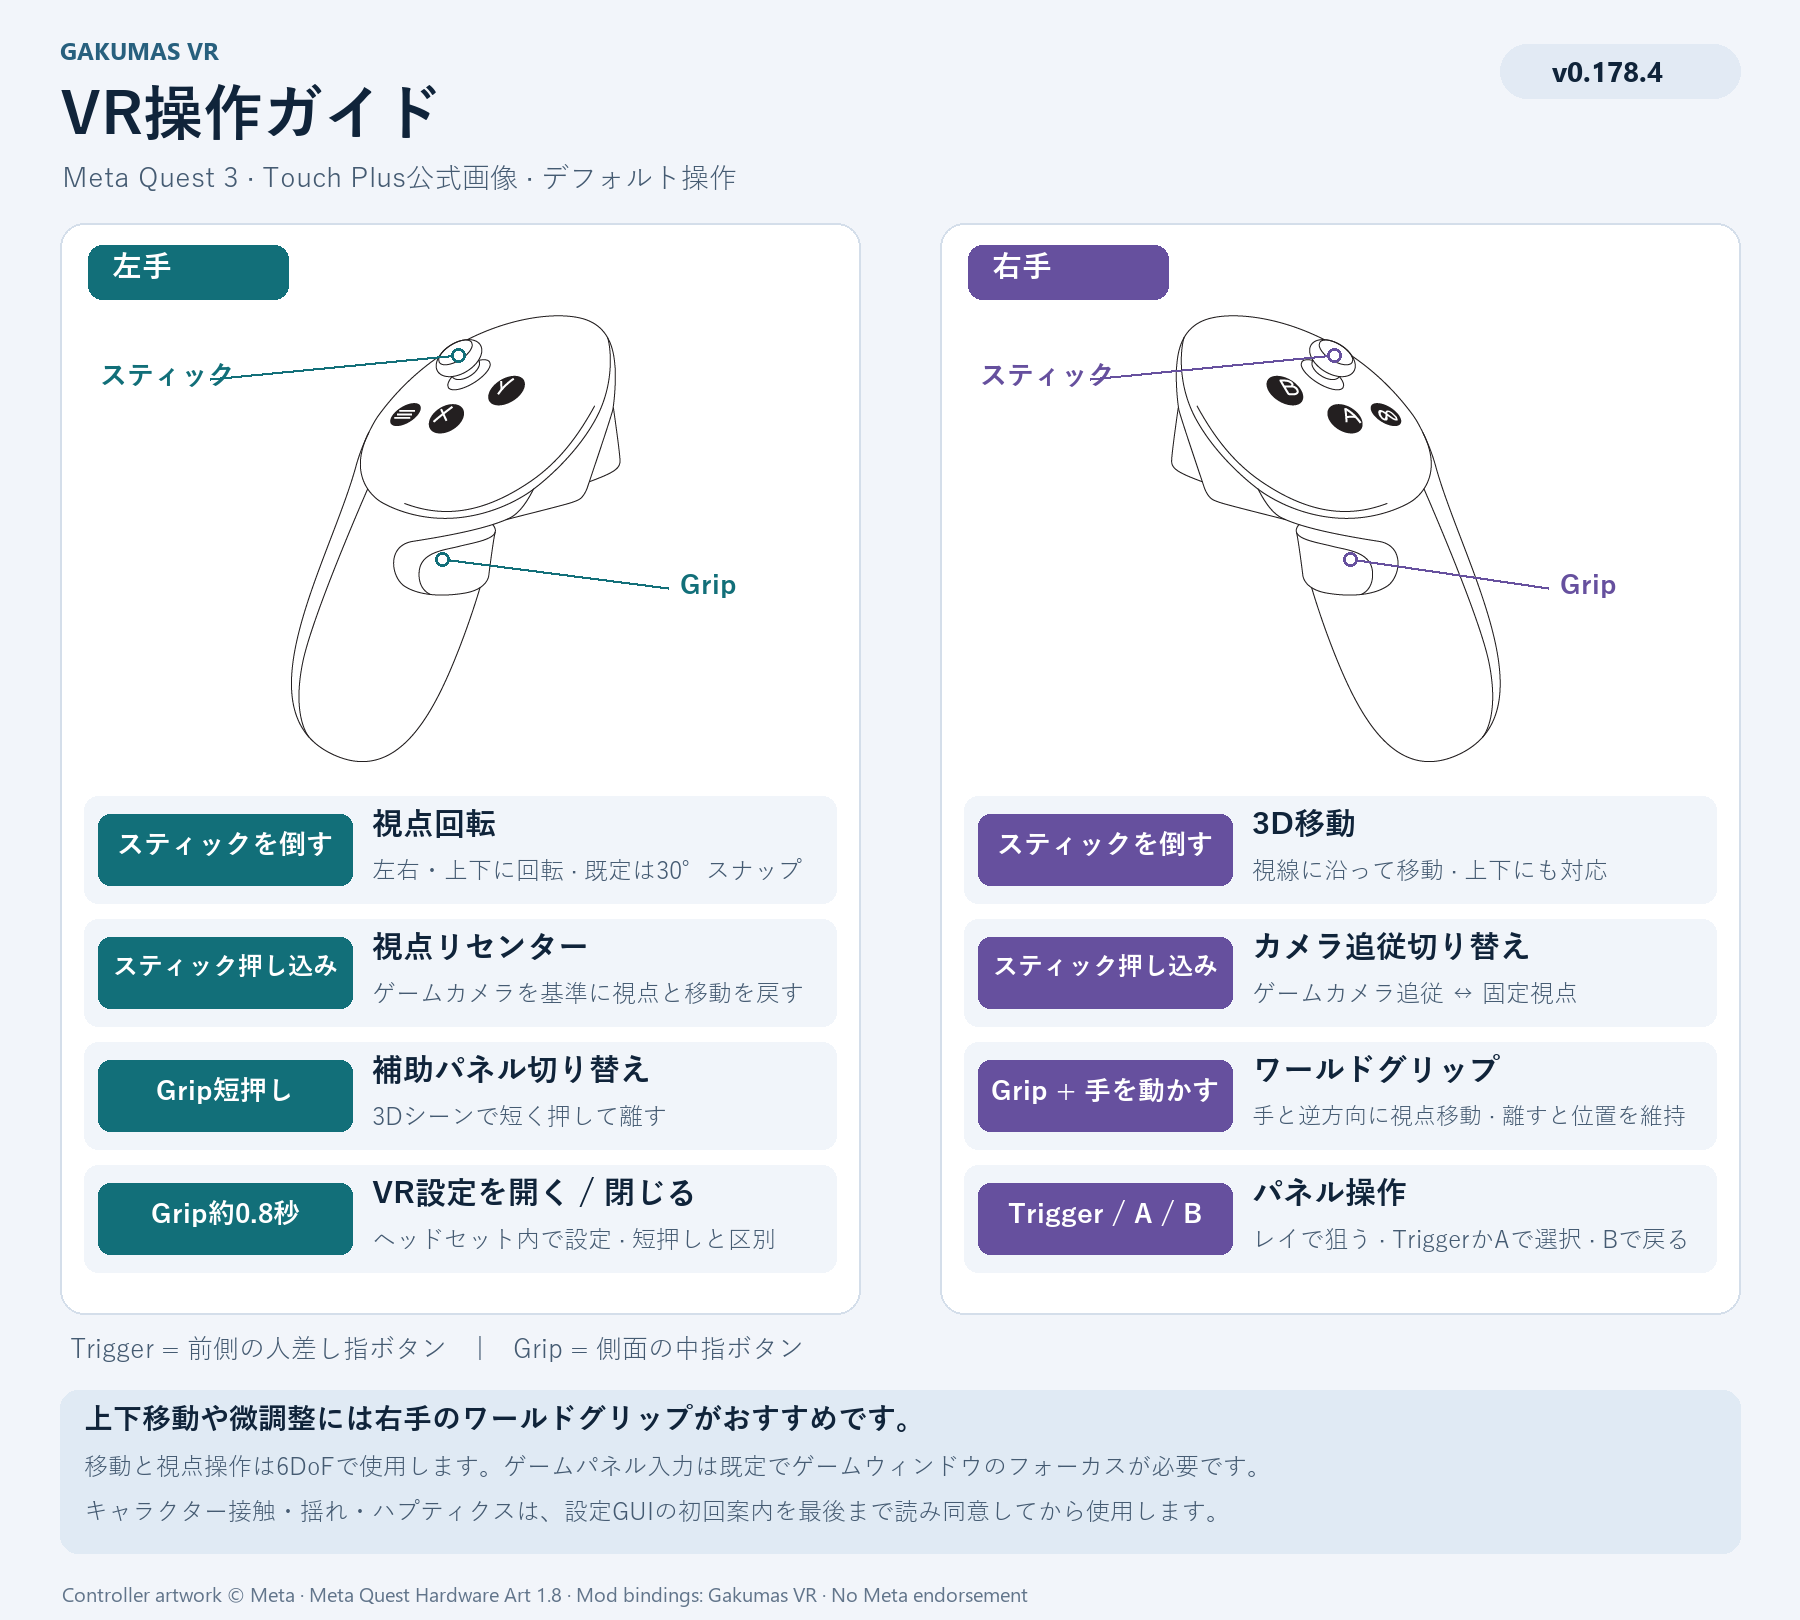 GAKUMAS VR
v0.178.4
VR操作ガイド
Meta Quest 3 · Touch Plus公式画像 · デフォルト操作
左手
スティック
Y
X
Grip
スティックを倒す
視点回転
左右・上下に回転 · 既定は30° スナップ
スティック押し込み
視点リセンター
ゲームカメラを基準に視点と移動を戻す
Grip短押し
補助パネル切り替え
3Dシーンで短く押して離す
Grip約0.8秒
VR設定を開く / 閉じる
ヘッドセット内で設定 · 短押しと区別
右手
スティック
B
A
Grip
スティックを倒す
3D移動
視線に沿って移動 · 上下にも対応
スティック押し込み
カメラ追従切り替え
ゲームカメラ追従 ↔ 固定視点
Grip + 手を動かす
ワールドグリップ
手と逆方向に視点移動 · 離すと位置を維持
Trigger / A / B
パネル操作
レイで狙う · TriggerかAで選択 · Bで戻る
Trigger = 前側の人差し指ボタン ｜ Grip = 側面の中指ボタン
上下移動や微調整には右手のワールドグリップがおすすめです。
移動と視点操作は6DoFで使用します。ゲームパネル入力は既定でゲームウィンドウのフォーカスが必要です。
キャラクター接触・揺れ・ハプティクスは、設定GUIの初回案内を最後まで読み同意してから使用します。
Controller artwork © Meta · Meta Quest Hardware Art 1.8 · Mod bindings: Gakumas VR · No Meta endorsement